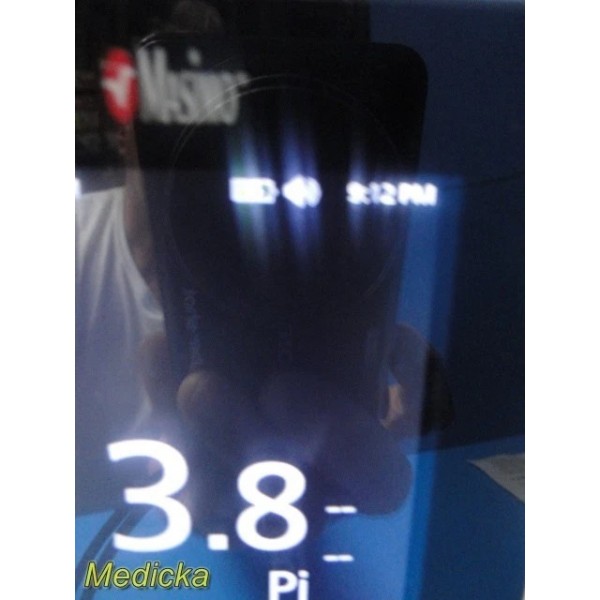 Masimo
9:12 PM
3.8 --
--
Pi
Medicka